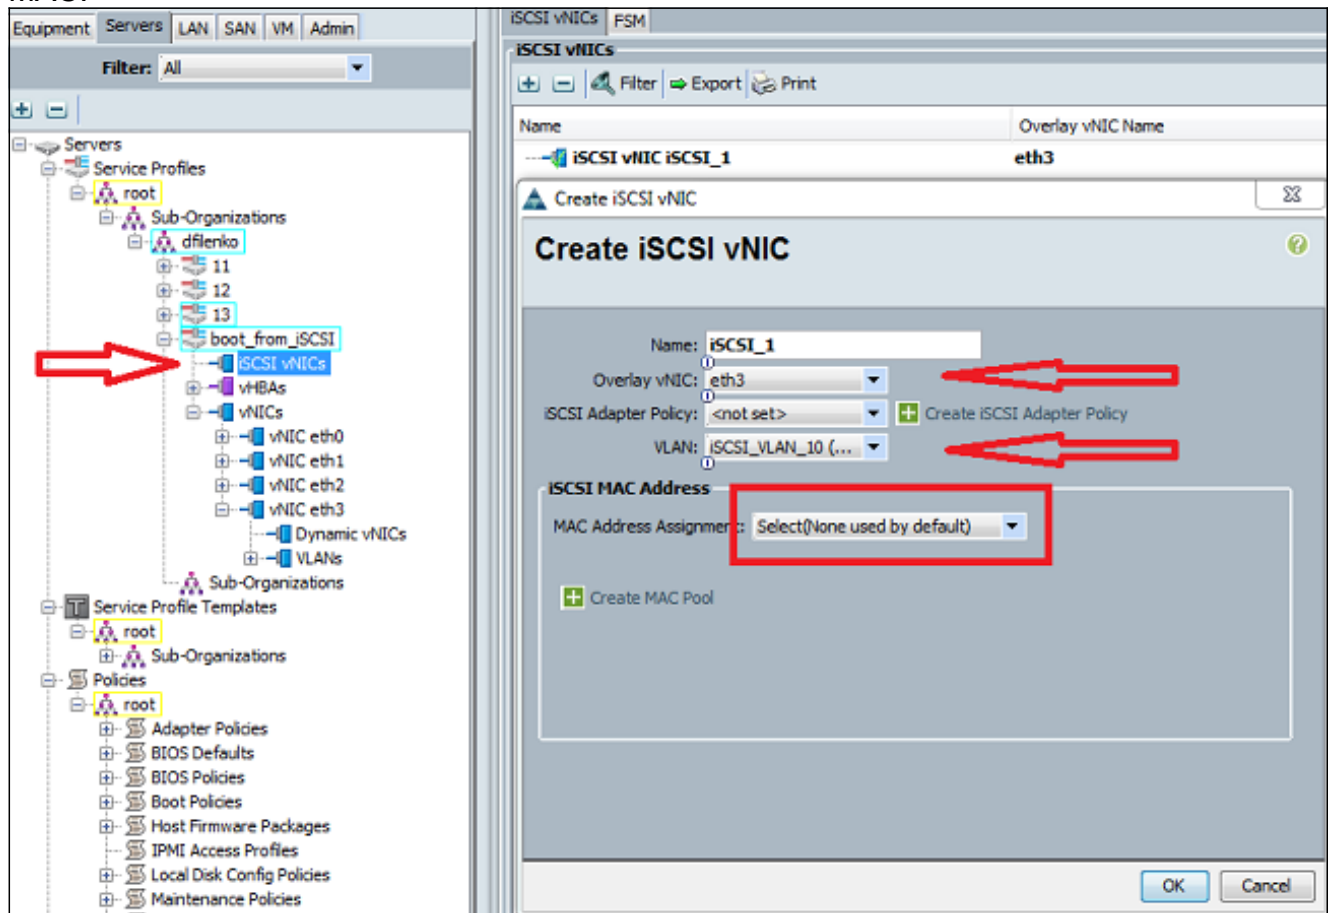 Equipment Servers LAN SAN VM Admin
Filter: All
Servers
Service Profiles
root
Sub-Organizations
dfilenko
11
12
13
boot_from_iSCSI
iSCSI vNICs
vHBAs
vNICs
vNIC eth0
vNIC eth1
vNIC eth2
vNIC eth3
Dynamic vNICs
VLANs
Sub-Organizations
Service Profile Templates
root
Sub-Organizations
Policies
root
Adapter Policies
BIOS Defaults
BIOS Policies
Boot Policies
Host Firmware Packages
IPMI Access Profiles
Local Disk Config Policies
Maintenance Policies
iSCSI vNICs FSM
iSCSI vNICs
Filter Export Print
Name Overlay vNIC Name
iSCSI vNIC iSCSI_1 eth3
Create iSCSI vNIC
Create iSCSI vNIC
Name: iSCSI_1
Overlay vNIC: eth3
iSCSI Adapter Policy: <not set> Create iSCSI Adapter Policy
VLAN: iSCSI_VLAN_10 (...
iSCSI MAC Address
MAC Address Assignment: Select(None used by default)
Create MAC Pool
OK Cancel